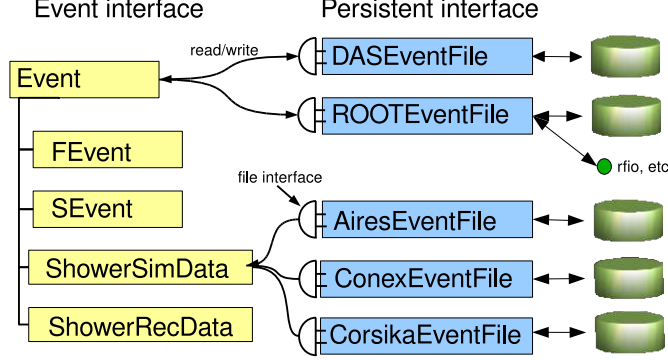 Event interface
Persistent interface
read/write
DASEventFile
Event
ROOTEventFile
FEvent
rfio, etc
file interface
SEvent
AiresEventFile
ShowerSimData
ConexEventFile
ShowerRecData
CorsikaEventFile